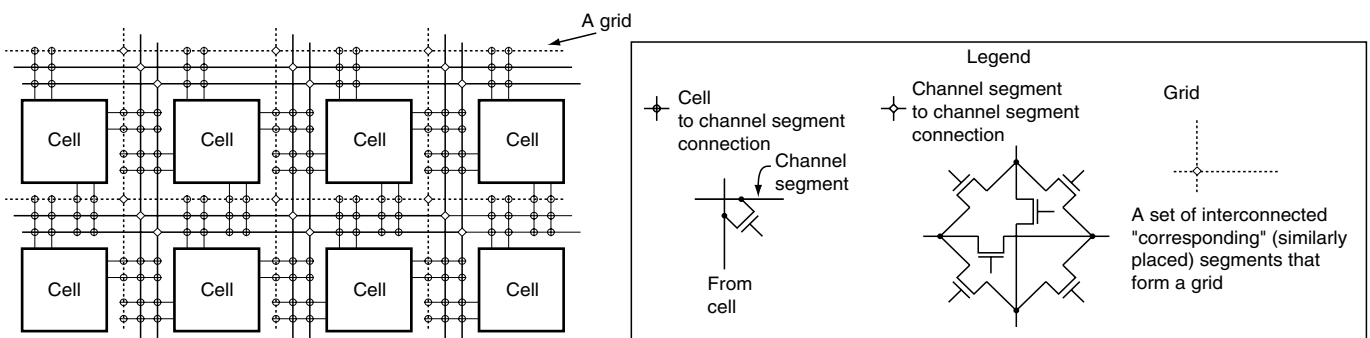 A grid
Cell Cell Cell Cell
Cell Cell Cell Cell
Legend
Cell
to channel segment
connection
Channel
segment
From
cell
Channel segment
to channel segment
connection
Grid
A set of interconnected
"corresponding" (similarly
placed) segments that
form a grid